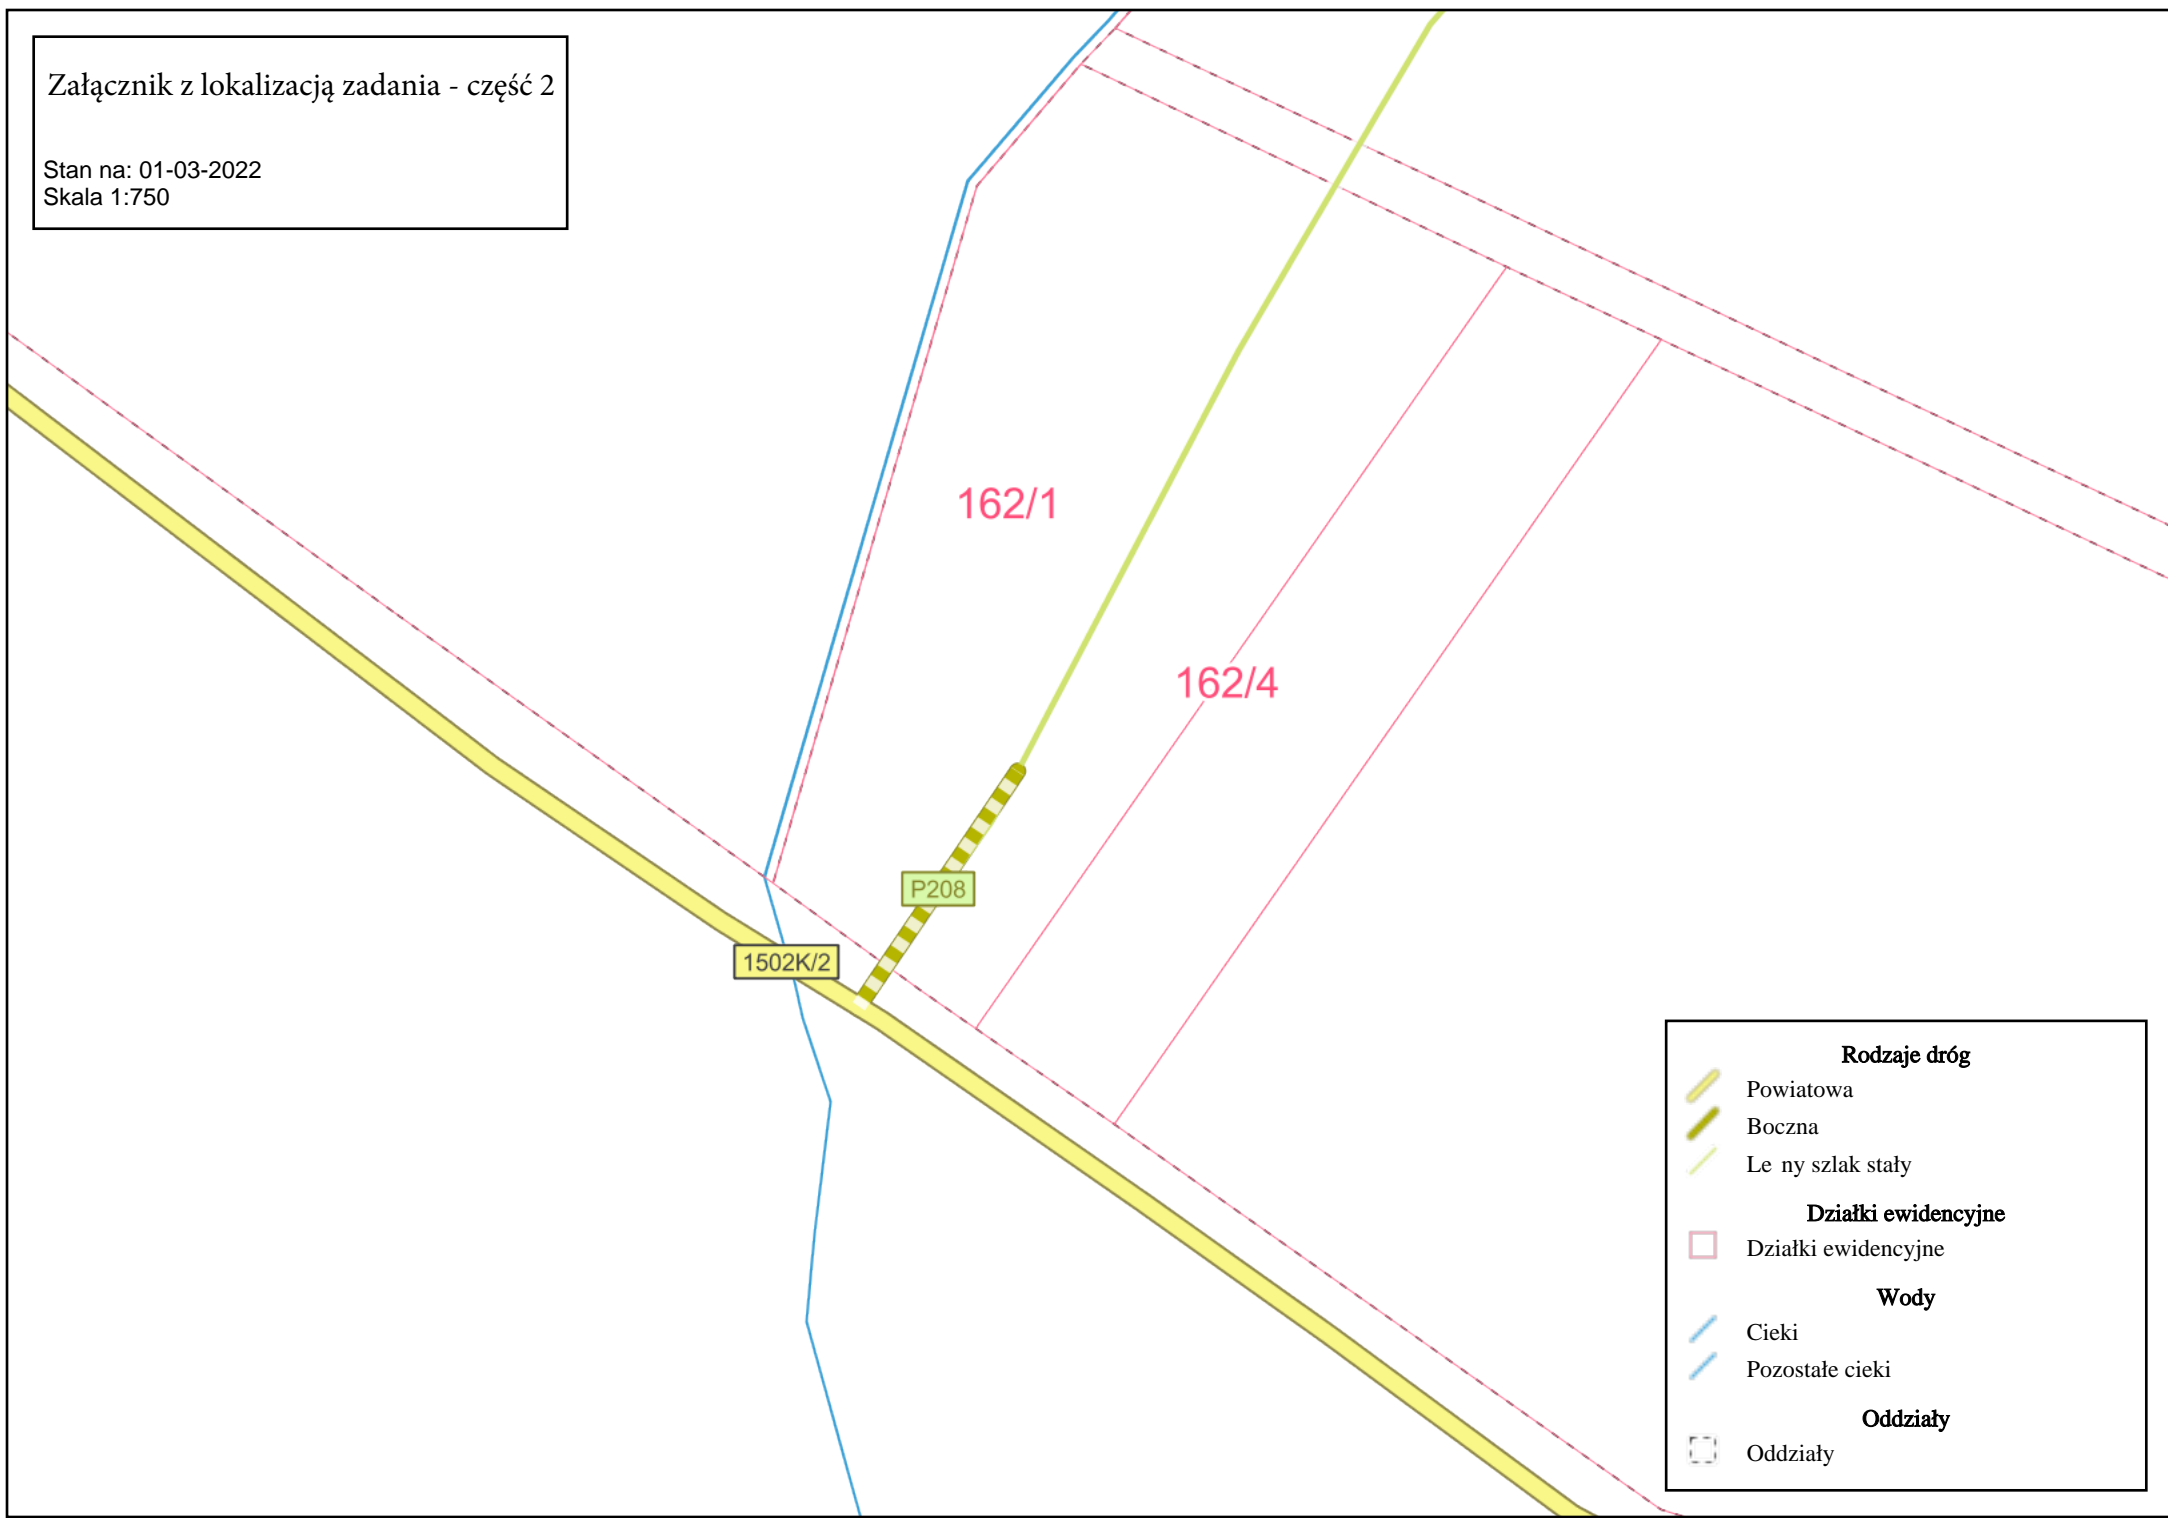 Załącznik z lokalizacją zadania - część 2
Stan na: 01-03-2022
Skala 1:750
162/1
162/4
P208
1502K/2
Rodzaje dróg
Powiatowa
Boczna
Le ny szlak stały
Działki ewidencyjne
Działki ewidencyjne
Wody
Cieki
Pozostałe cieki
Oddziały
Oddziały